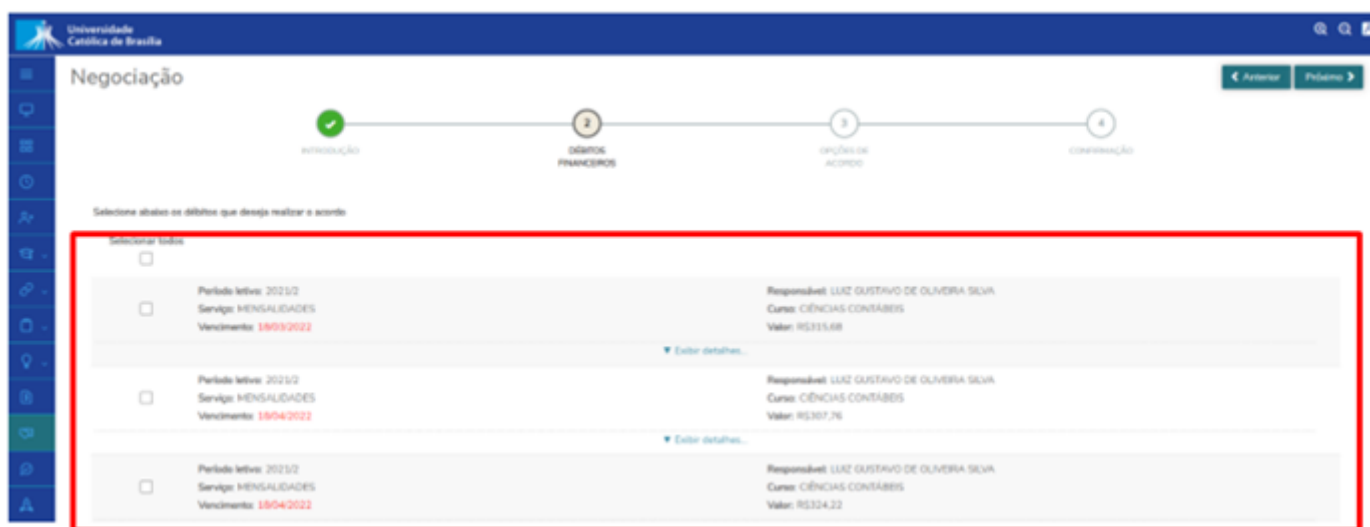 Universidade
Católica de Brasília
Negociação
Anterior
Próximo
2
3
4
INTRODUÇÃO
DÉBITOS
FINANCEIROS
OPÇÕES DE
ACORDO
CONFIRMAÇÃO
Selecione abaixo os débitos que deseja realizar o acordo
Selecionar todos
Período letivo: 2021/2
Responsável: LUIZ GUSTAVO DE OLIVEIRA SILVA
Serviço: MENSALIDADES
Curso: CIÊNCIAS CONTÁBEIS
Vencimento: 18/03/2022
Valor: R$315,68
Exibir detalhes...
Período letivo: 2021/2
Responsável: LUIZ GUSTAVO DE OLIVEIRA SILVA
Serviço: MENSALIDADES
Curso: CIÊNCIAS CONTÁBEIS
Vencimento: 18/04/2022
Valor: R$307,76
Exibir detalhes...
Período letivo: 2021/2
Responsável: LUIZ GUSTAVO DE OLIVEIRA SILVA
Serviço: MENSALIDADES
Curso: CIÊNCIAS CONTÁBEIS
Vencimento: 18/04/2022
Valor: R$324,22